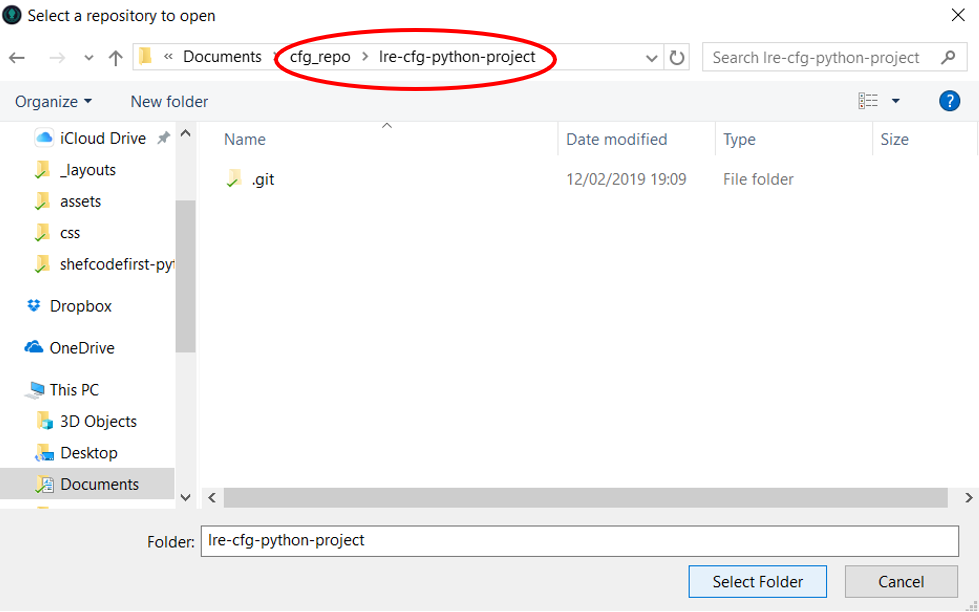 Select a repository to open
« Documents › cfg_repo › lre-cfg-python-project
Search lre-cfg-python-project
Organize
New folder
?
Name
Date modified
Type
Size
iCloud Drive
_layouts
assets
css
shefcodefirst-pyt
Dropbox
OneDrive
This PC
3D Objects
Desktop
Documents
.git
12/02/2019 19:09
File folder
Folder:
lre-cfg-python-project
Select Folder
Cancel